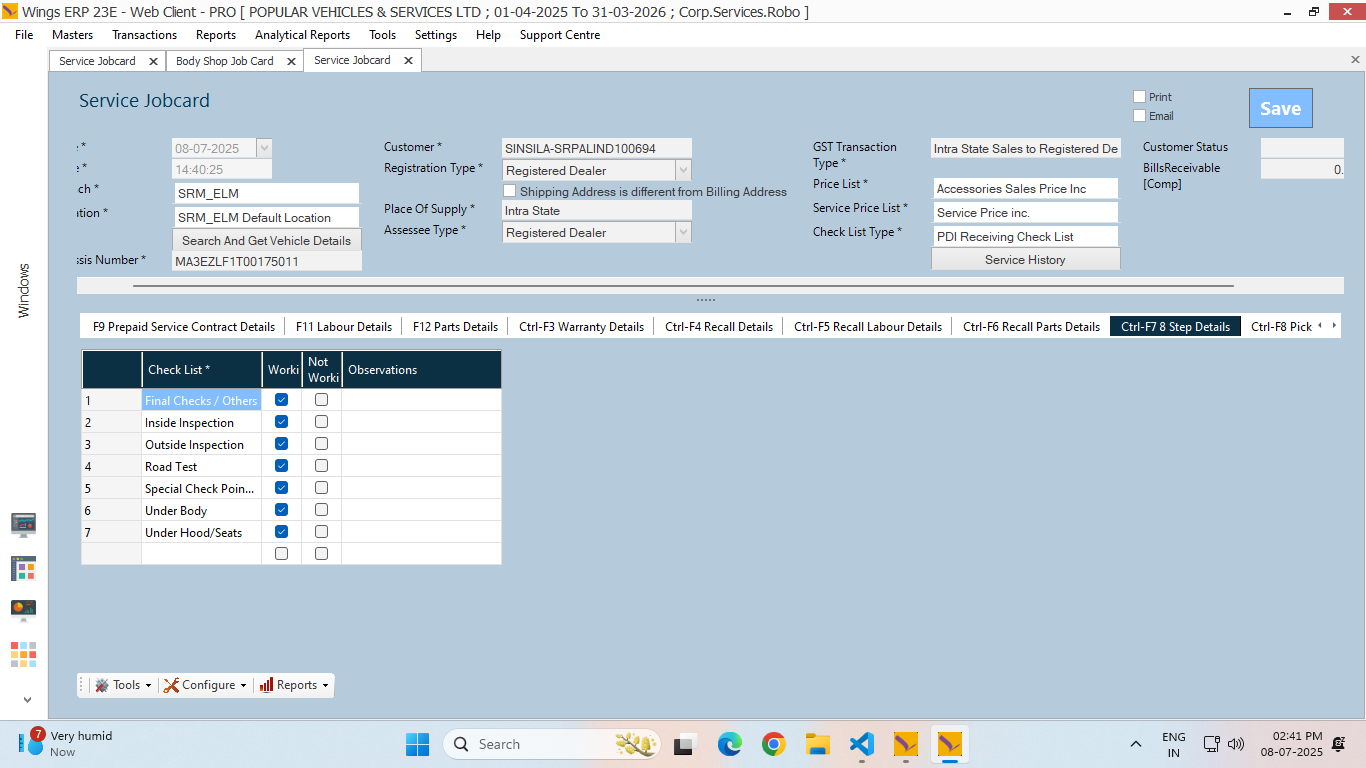 Wings ERP 23E - Web Client - PRO [ POPULAR VEHICLES & SERVICES LTD ; 01-04-2025 To 31-03-2026 ; Corp.Services.Robo ]
File Masters Transactions Reports Analytical Reports Tools Settings Help Support Centre
Service Jobcard Body Shop Job Card Service Jobcard
Service Jobcard
Print
Email
Save
08-07-2025
14:40:25
ch *
SRM_ELM
ation *
SRM_ELM Default Location
Search And Get Vehicle Details
ssis Number *
MA3EZLF1T00175011
Customer *
SINSILA-SRPALIND100694
Registration Type *
Registered Dealer
Shipping Address is different from Billing Address
Place Of Supply *
Intra State
Assessee Type *
Registered Dealer
GST Transaction
Type *
Intra State Sales to Registered De
Price List *
Accessories Sales Price Inc
Service Price List *
Service Price inc.
Check List Type *
PDI Receiving Check List
Service History
Customer Status
BillsReceivable
[Comp]
0.
Windows
F9 Prepaid Service Contract Details F11 Labour Details F12 Parts Details Ctrl-F3 Warranty Details Ctrl-F4 Recall Details Ctrl-F5 Recall Labour Details Ctrl-F6 Recall Parts Details Ctrl-F7 8 Step Details Ctrl-F8 Pick
Check List * Worki Not Worki Observations
1 Final Checks / Others
2 Inside Inspection
3 Outside Inspection
4 Road Test
5 Special Check Poin...
6 Under Body
7 Under Hood/Seats
Tools Configure Reports
7
Very humid
Now
Search
ENG
IN
02:41 PM
08-07-2025